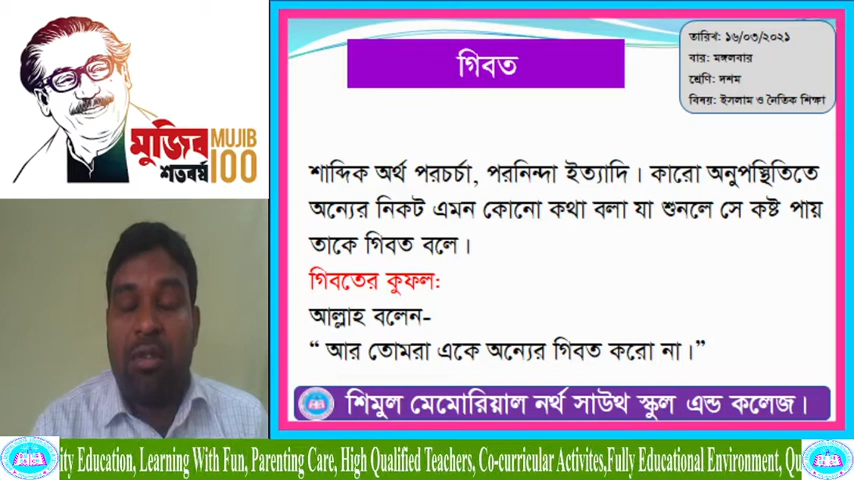 মুজিব
শতবর্ষ
MUJIB
100
গিবত
তারিখ: ১৬/০৩/২০২১
বার: মঙ্গলবার
শ্রেণি: দশম
বিষয়: ইসলাম ও নৈতিক শিক্ষা
শাব্দিক অর্থ পরচর্চা, পরনিন্দা ইত্যাদি। কারো অনুপস্থিতিতে
অন্যের নিকট এমন কোনো কথা বলা যা শুনলে সে কষ্ট পায়
তাকে গিবত বলে।
গিবতের কুফল:
আল্লাহ বলেন-
“ আর তোমরা একে অন্যের গিবত করো না।”
শিমুল মেমোরিয়াল নর্থ সাউথ স্কুল এন্ড কলেজ।
ity Education, Learning With Fun, Parenting Care, High Qualified Teachers, Co-curricular Activites,Fully Educational Environment, Qu